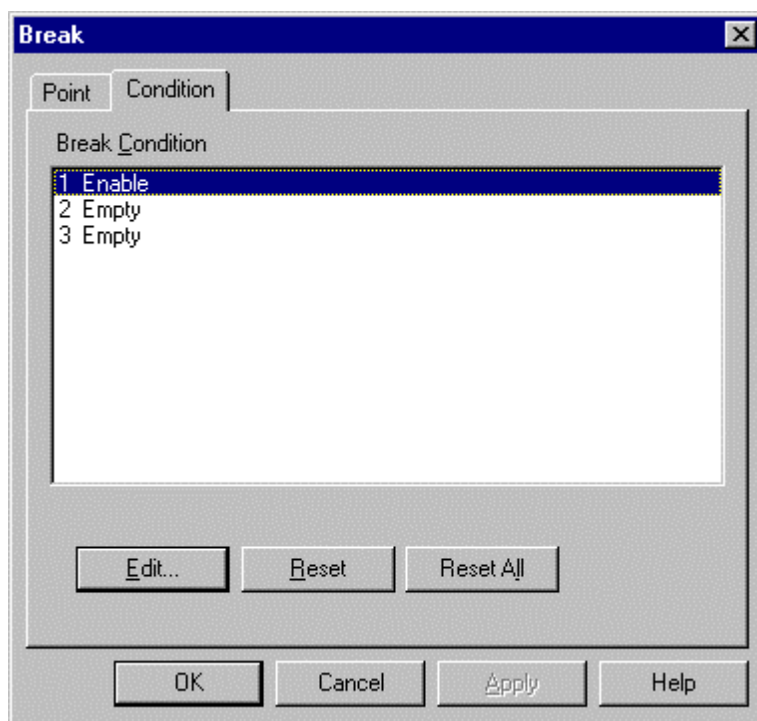 Break
Point Condition
Break Condition
1 Enable
2 Empty
3 Empty
Edit... Reset Reset All
OK Cancel Apply Help